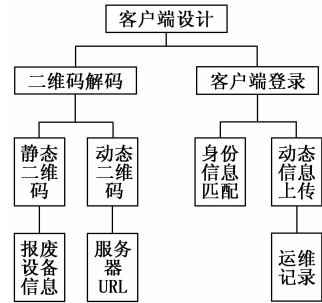 客户端设计
二维码解码
客户端登录
静态
二维
码
动态
二维
码
身份
信息
匹配
动态
信息
上传
报废
设备
信息
服务
器
URL
运维
记录